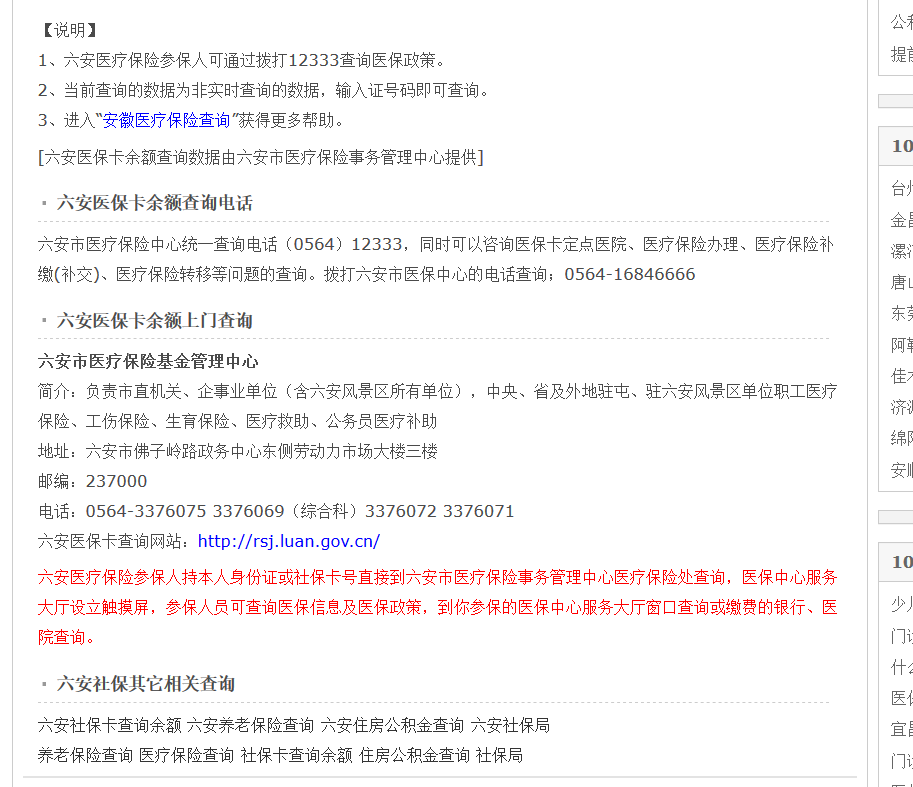 【说明】
1、六安医疗保险参保人可通过拨打12333查询医保政策。
2、当前查询的数据为非实时查询的数据，输入证号码即可查询。
3、进入“安徽医疗保险查询”获得更多帮助。
[六安医保卡余额查询数据由六安市医疗保险事务管理中心提供]
六安医保卡余额查询电话
六安市医疗保险中心统一查询电话（0564）12333，同时可以咨询医保卡定点医院、医疗保险办理、医疗保险补
缴(补交)、医疗保险转移等问题的查询。拨打六安市医保中心的电话查询；0564-16846666
六安医保卡余额上门查询
六安市医疗保险基金管理中心
简介：负责市直机关、企事业单位（含六安风景区所有单位），中央、省及外地驻屯、驻六安风景区单位职工医疗
保险、工伤保险、生育保险、医疗救助、公务员医疗补助
地址：六安市佛子岭路政务中心东侧劳动力市场大楼三楼
邮编：237000
电话：0564-3376075 3376069（综合科）3376072 3376071
六安医保卡查询网站：http://rsj.luan.gov.cn/
六安医疗保险参保人持本人身份证或社保卡号直接到六安市医疗保险事务管理中心医疗保险处查询，医保中心服务
大厅设立触摸屏，参保人员可查询医保信息及医保政策，到你参保的医保中心服务大厅窗口查询或缴费的银行、医
院查询。
六安社保其它相关查询
六安社保卡查询余额 六安养老保险查询 六安住房公积金查询 六安社保局
养老保险查询 医疗保险查询 社保卡查询余额 住房公积金查询 社保局
公
提
10
台
金
漯
唐
东
阿
佳
济
绵
安
10
少
门
什
医
宜
门